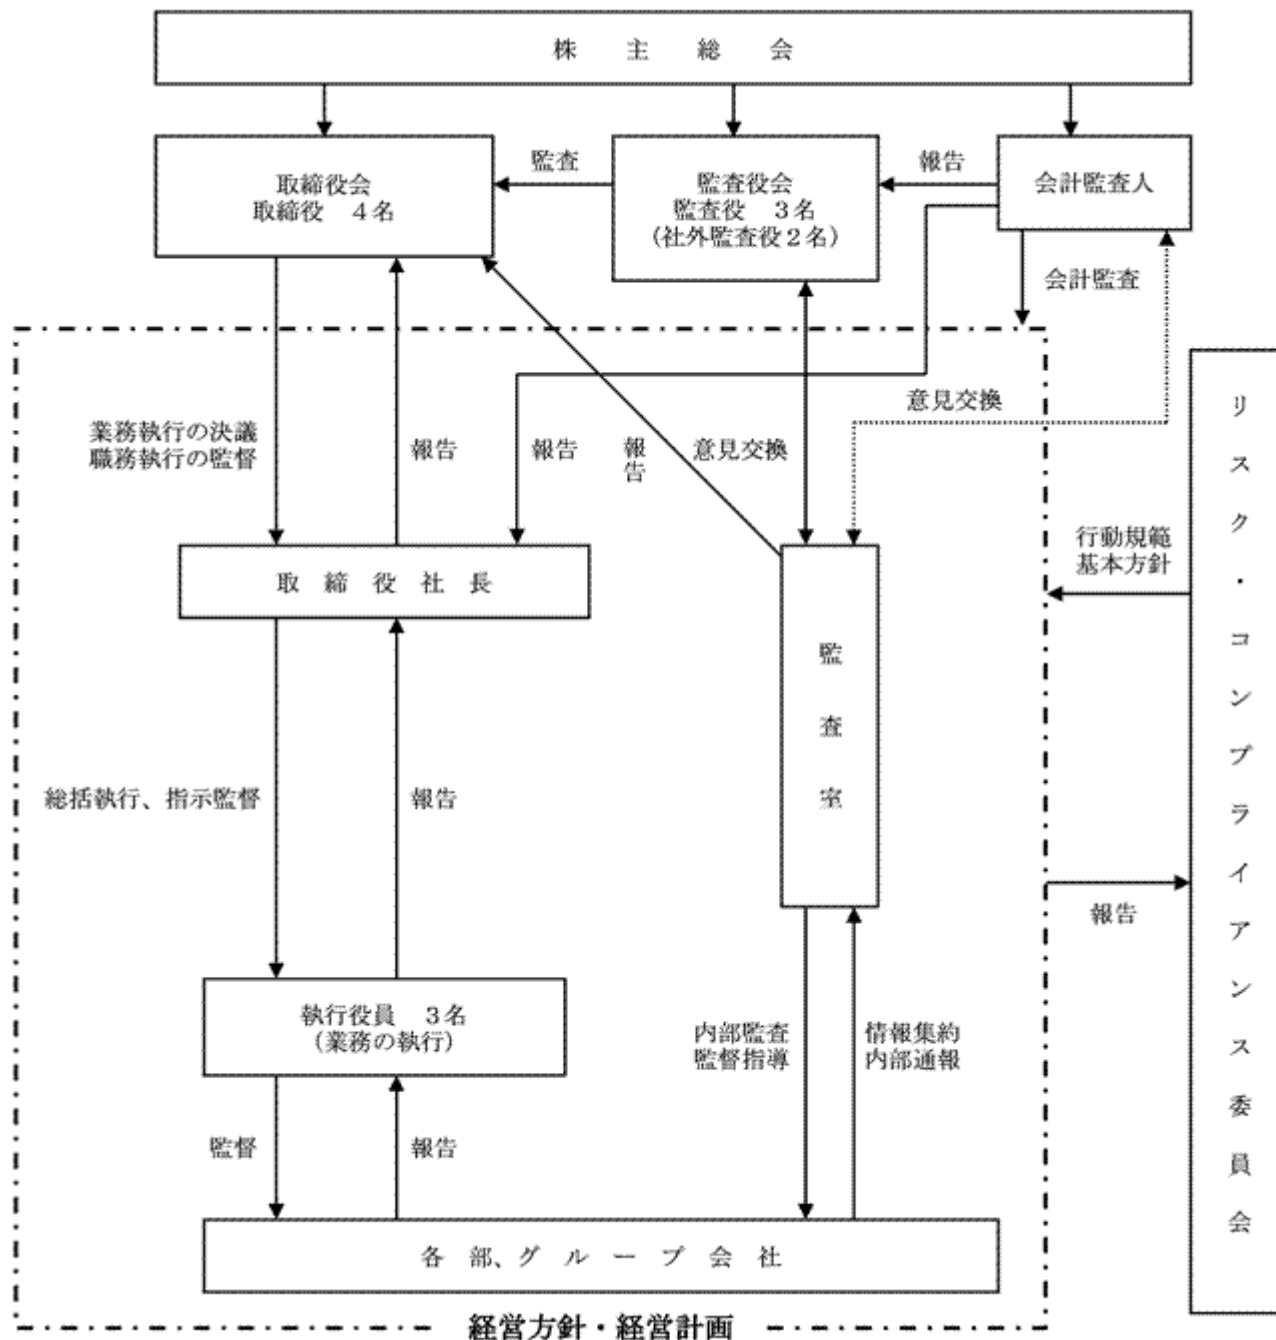 株主総会
取締役会
取締役 4名
監査
監査役会
監査役 3名
(社外監査役2名)
報告
会計監査人
会計監査
業務執行の決議
職務執行の監督
報告
報告
報告
意見交換
意見交換
行動規範
基本方針
リスク・コンプライアンス委員会
取締役社長
監査室
総括執行、指示監督
報告
報告
執行役員 3名
(業務の執行)
内部監査
監督指導
情報集約
内部通報
監督
報告
各部、グループ会社
経営方針・経営計画